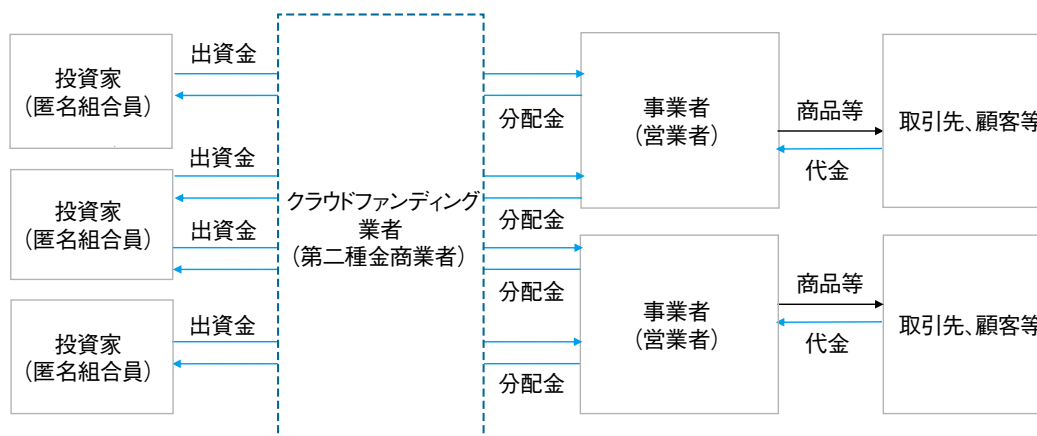 投資家
（匿名組合員）
投資家
（匿名組合員）
投資家
（匿名組合員）
出資金
出資金
出資金
出資金
クラウドファンディング
業者
（第二種金商業者）
分配金
分配金
分配金
分配金
事業者
（営業者）
事業者
（営業者）
商品等
代金
商品等
代金
取引先、顧客等
取引先、顧客等